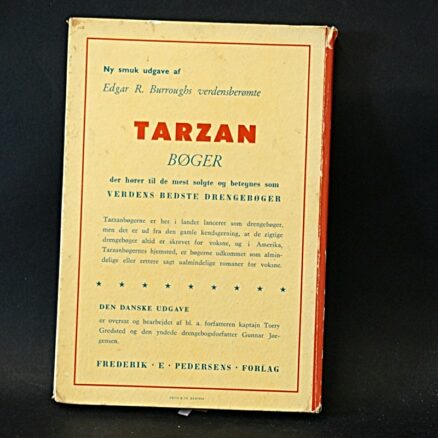 Ny smuk udgave af
Edgar R. Burroughs verdensberømte
TARZAN
BØGER
der hører til de mest solgte og betegnes som
VERDENS BEDSTE DRENGEBØGER
Tarzanbøgerne er her i landet lanceret som drengebøger,
men det er ud fra den gamle kendsgerning, at de rigtige
drengebøger altid er skrevet for voksne, og i Amerika,
Tarzanbøgernes hjemsted, er bøgerne udkommet som almin-
delige eller rettere sagt ualmindelige romaner for voksne.
DEN DANSKE UDGAVE
er oversat og bearbejdet af bl. a. forfatteren kaptajn Torry
Gredsted og den yndede drengebogsforfatter Gunnar Jør-
gensen.
FREDERIK · E · PEDERSENS · FORLAG